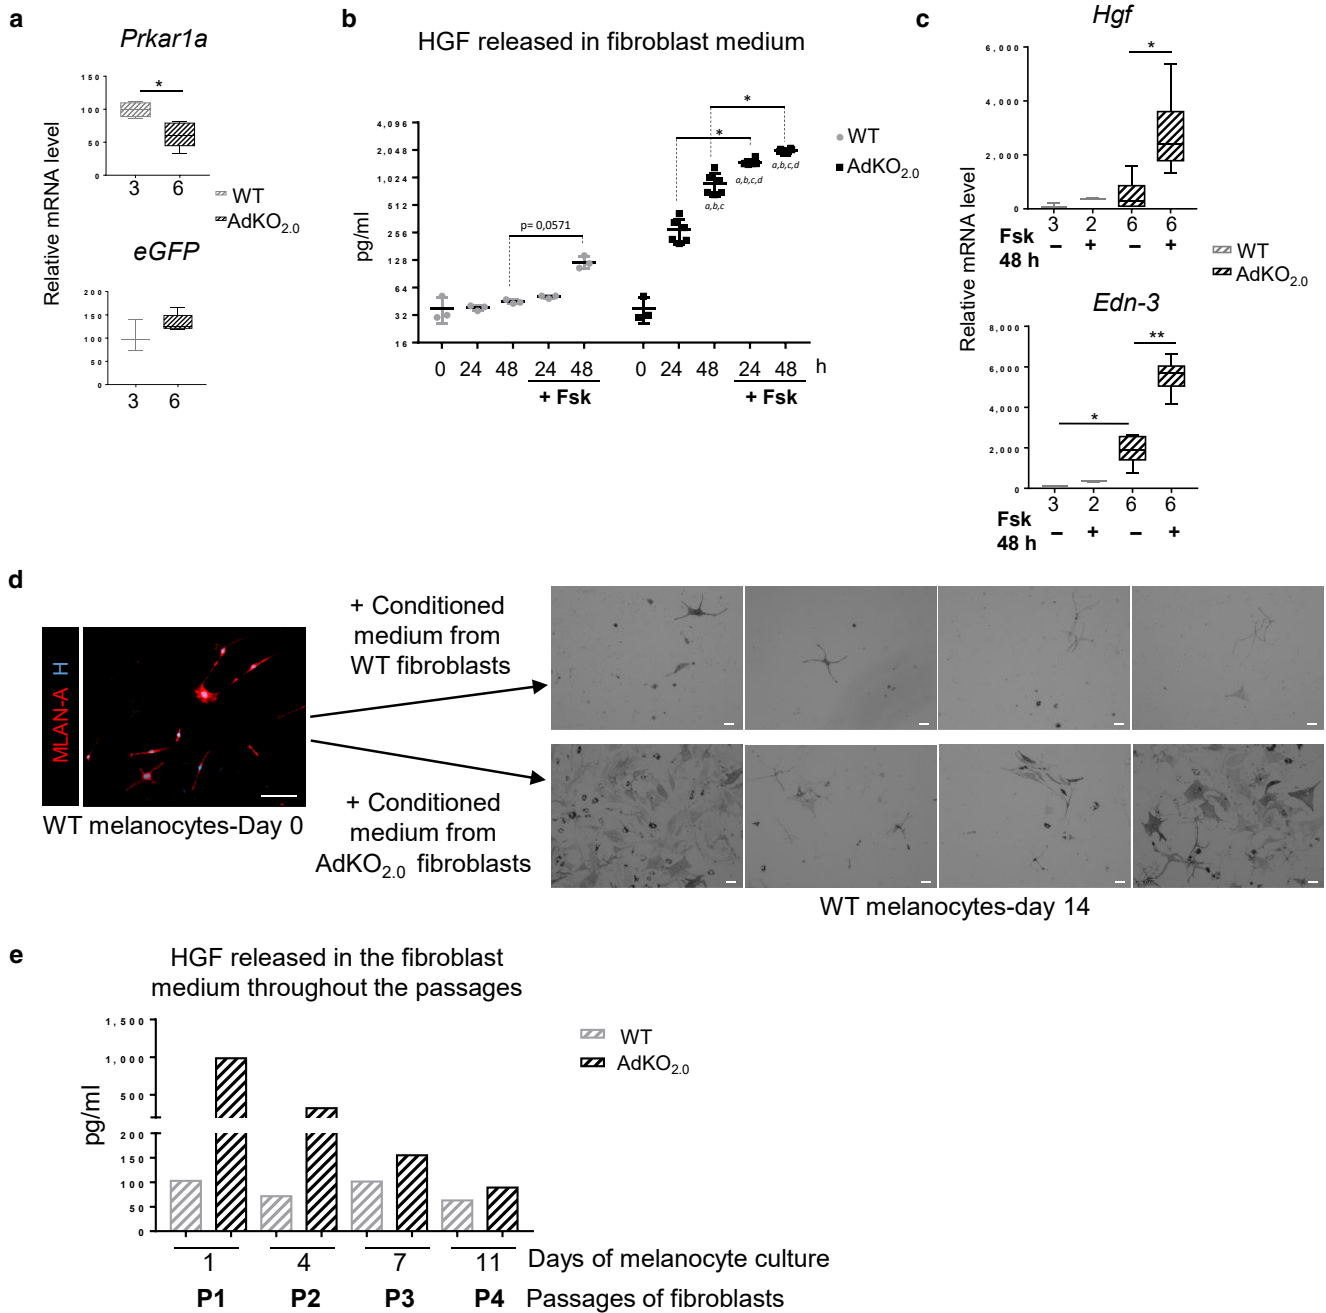 a
Prkar1a
Relative mRNA level
150
100
50
0
*
3 6
WT
AdKO2.0
eGFP
200
150
100
50
0
3 6
b
HGF released in fibroblast medium
pg/ml
4,096
2,048
1,024
512
256
128
64
32
16
p= 0,0571
*
*
a,b,c
a,b,c,d
a,b,c,d
WT
AdKO2.0
0 24 48 24 48 0 24 48 24 48 h
+ Fsk + Fsk
c
Hgf
Relative mRNA level
6,000
4,000
2,000
0
*
3 2 6 6
Fsk
48 h
– + – +
WT
AdKO2.0
Edn-3
8,000
6,000
4,000
2,000
0
*
**
3 2 6 6
Fsk
48 h
– + – +
d
MLAN-A H
WT melanocytes-Day 0
+ Conditioned
medium from
WT fibroblasts
+ Conditioned
medium from
AdKO2.0 fibroblasts
WT melanocytes-day 14
e
HGF released in the fibroblast
medium throughout the passages
pg/ml
1,500
1,000
500
200
150
100
50
0
WT
AdKO2.0
1 4 7 11 Days of melanocyte culture
P1 P2 P3 P4 Passages of fibroblasts